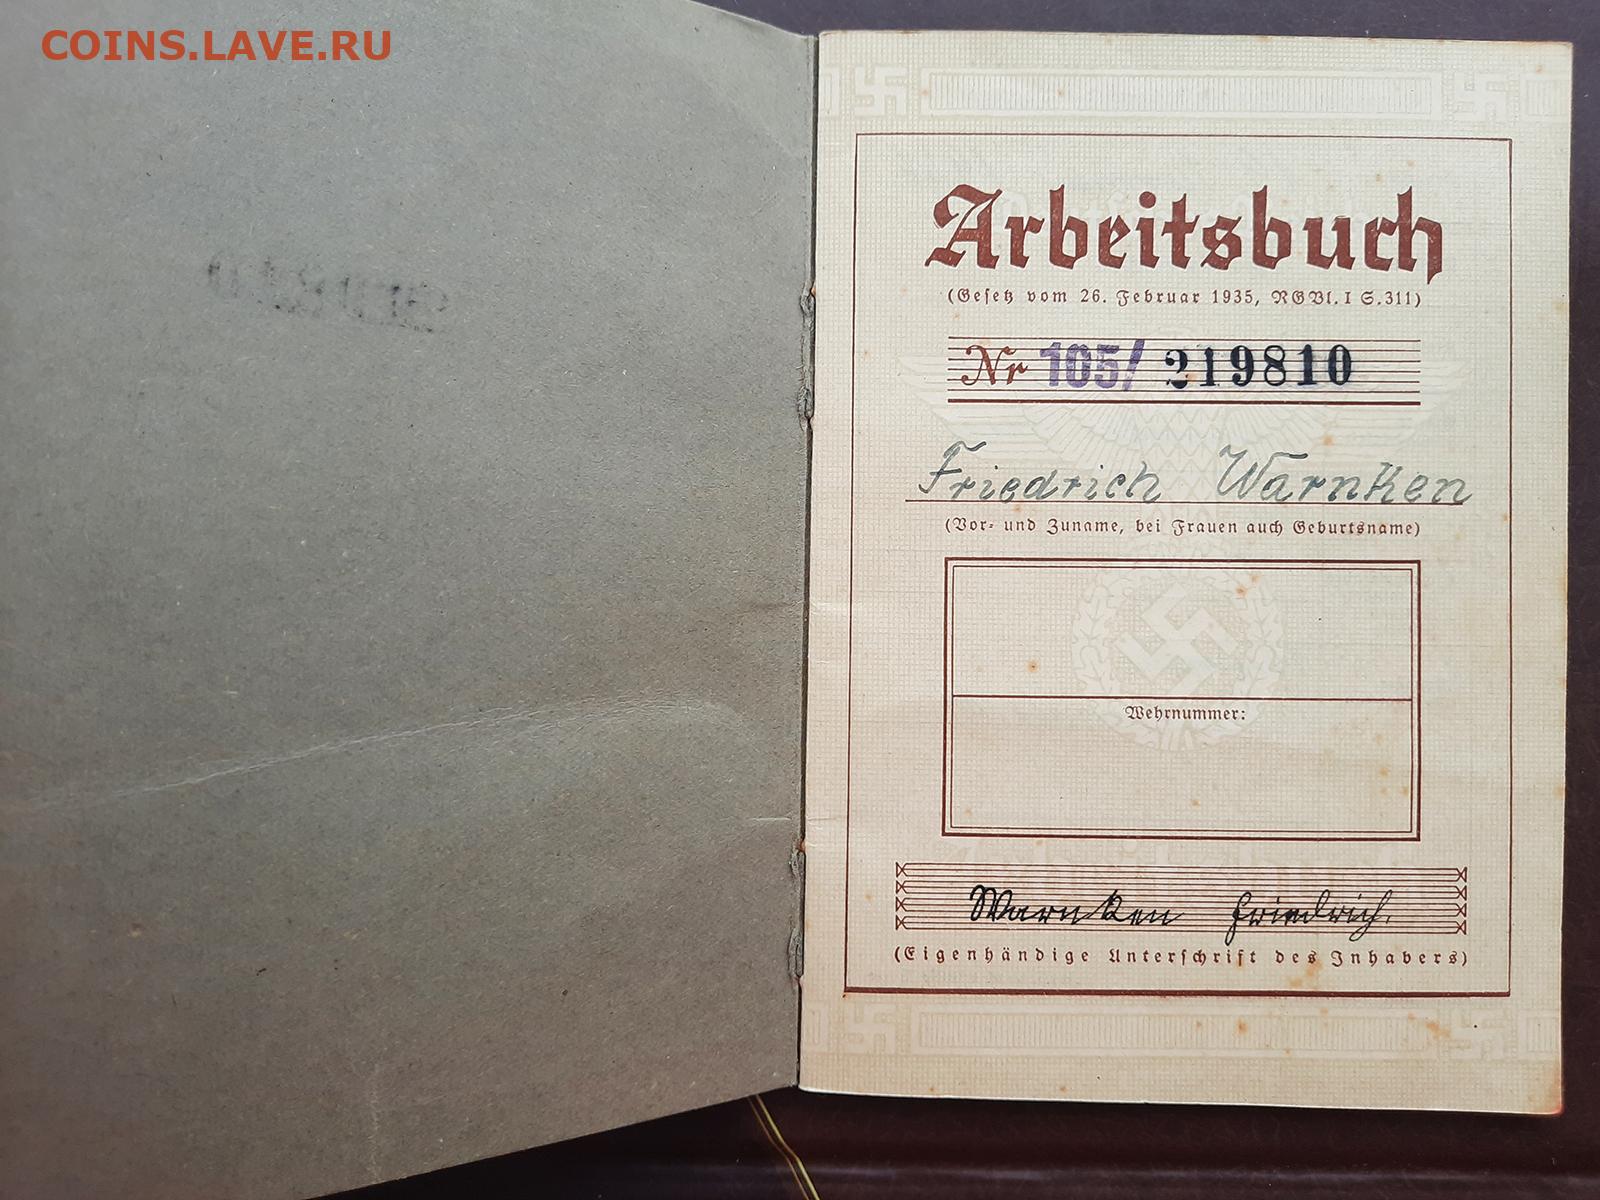 COINS.LAVE.RU
Arbeitsbuch
(Gesetz vom 26. Februar 1935, RGBl. I S. 311)
Nr 105/ 219810
Friedrich Warnken
(Vor- und Zuname, bei Frauen auch Geburtsname)
Wehrnummer:
Warnken Friedrich.
(Eigenhändige Unterschrift des Inhabers)